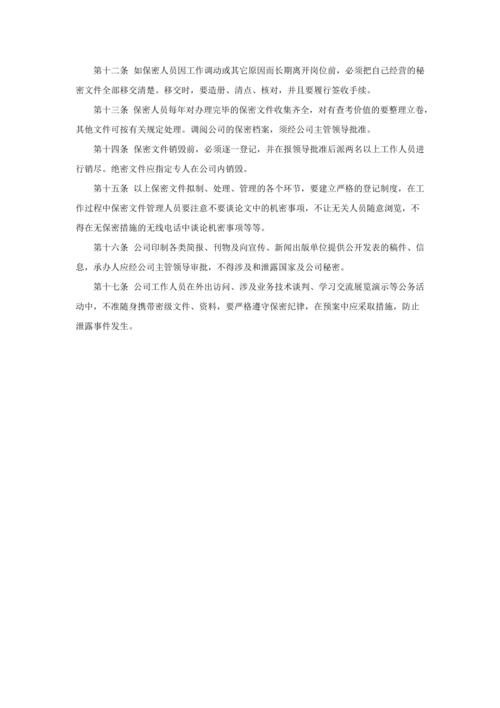 第十二条 如保密人员因工作调动或其它原因而长期离开岗位前，必须把自己经营的秘
密文件全部移交清楚。移交时，要造册、清点、核对，并且要履行签收手续。
第十三条 保密人员每年对办理完毕的保密文件收集齐全，对有查考价值的要整理立卷，
其他文件可按有关规定处理。调阅公司的保密档案，须经公司主管领导批准。
第十四条 保密文件销毁前，必须逐一登记，并在报领导批准后派两名以上工作人员进
行销尽。绝密文件应指定专人在公司内销毁。
第十五条 以上保密文件拟制、处理、管理的各个环节，要建立严格的登记制度，在工
作过程中保密文件管理人员要注意不要谈论文中的机密事项，不让无关人员随意浏览，不
得在无保密措施的无线电话中谈论机密事项等等。
第十六条 公司印制各类简报、刊物及向宣传、新闻出版单位提供公开发表的稿件、信
息，承办人应经公司主管领导审批，不得涉及和泄露国家及公司秘密。
第十七条 公司工作人员在外出访问、涉及业务技术谈判、学习交流展览演示等公务活
动中，不准随身携带密级文件、资料，要严格遵守保密纪律，在预案中应采取措施，防止
泄露事件发生。